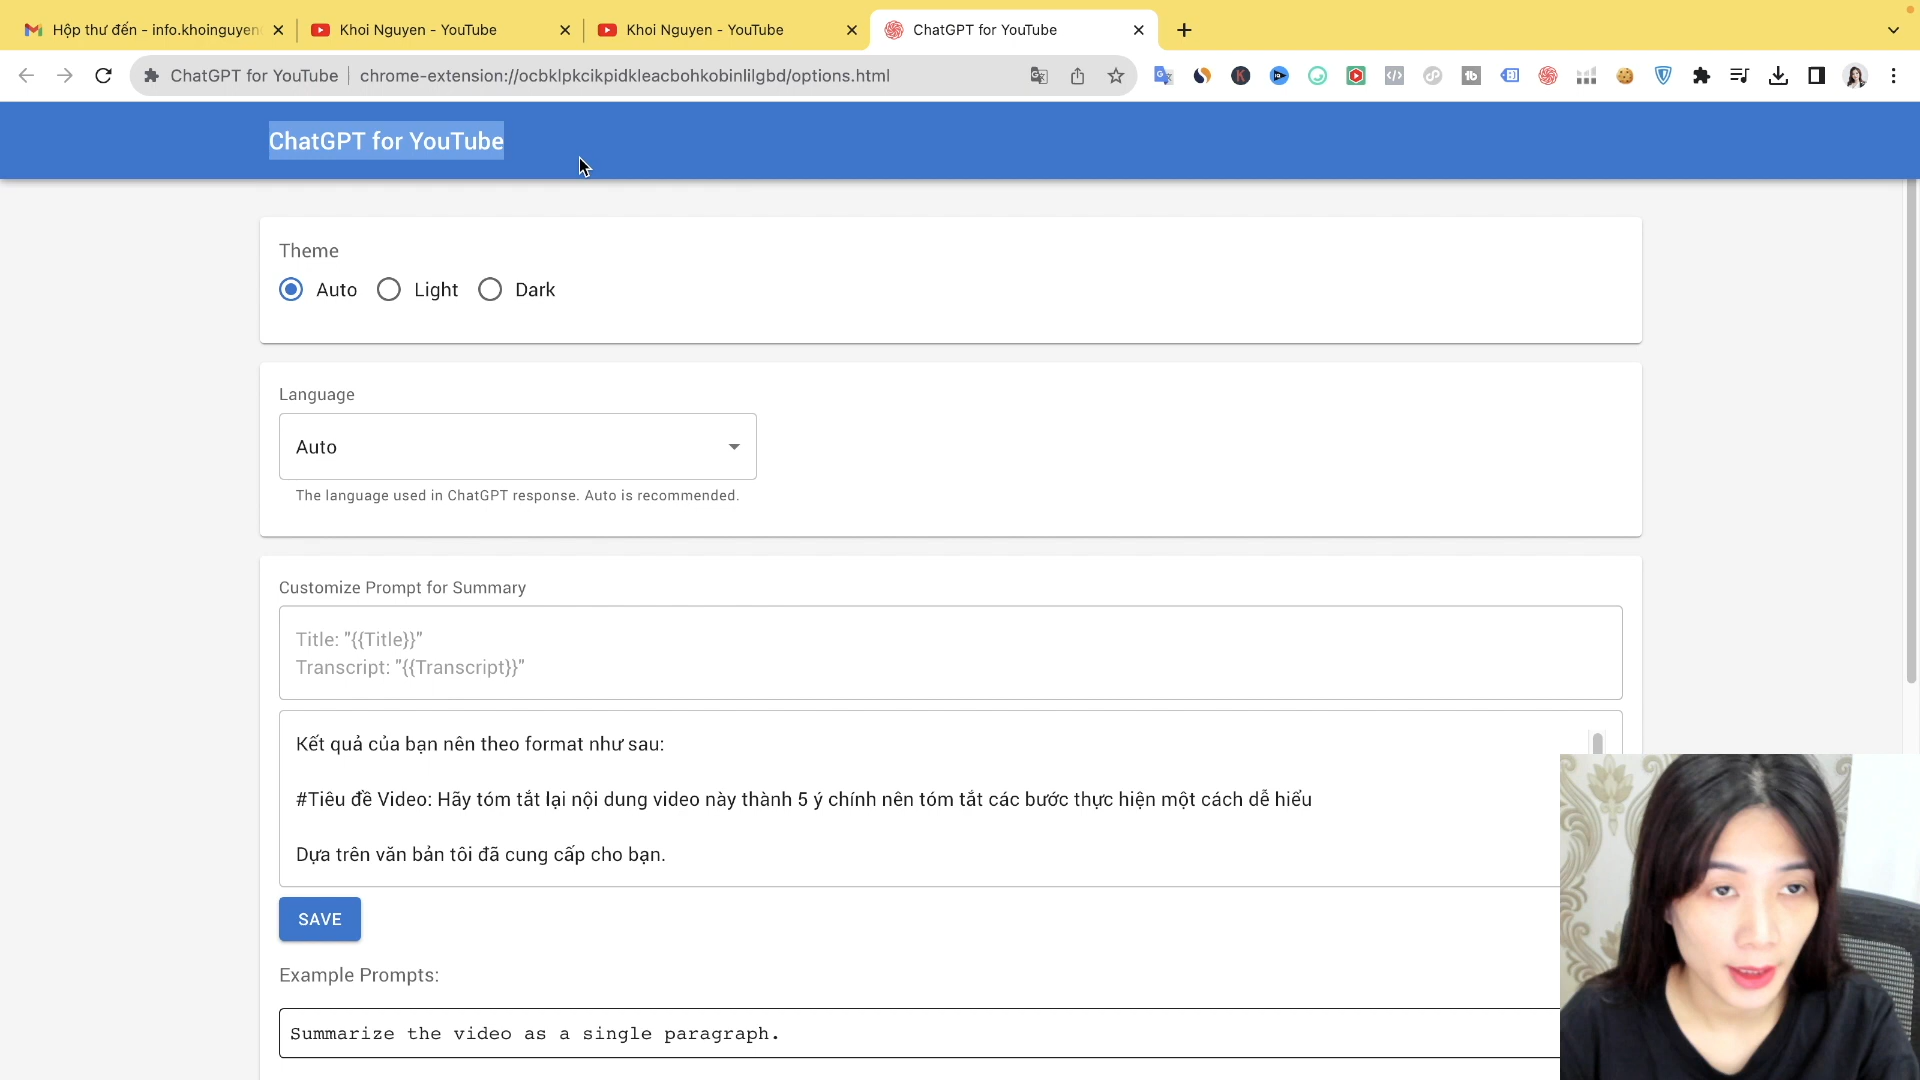 Hộp thư đến - info.khoinguyen
Khoi Nguyen - YouTube
Khoi Nguyen - YouTube
ChatGPT for YouTube
ChatGPT for YouTube
chrome-extension://ocbklpkcikpidkleacbohkobinlilgbd/options.html
ChatGPT for YouTube
Theme
Auto
Light
Dark
Language
Auto
The language used in ChatGPT response. Auto is recommended.
Customize Prompt for Summary
Title: "{{Title}}"
Transcript: "{{Transcript}}"
Kết quả của bạn nên theo format như sau:
#Tiêu đề Video: Hãy tóm tắt lại nội dung video này thành 5 ý chính nên tóm tắt các bước thực hiện một cách dễ hiểu
Dựa trên văn bản tôi đã cung cấp cho bạn.
SAVE
Example Prompts:
Summarize the video as a single paragraph.